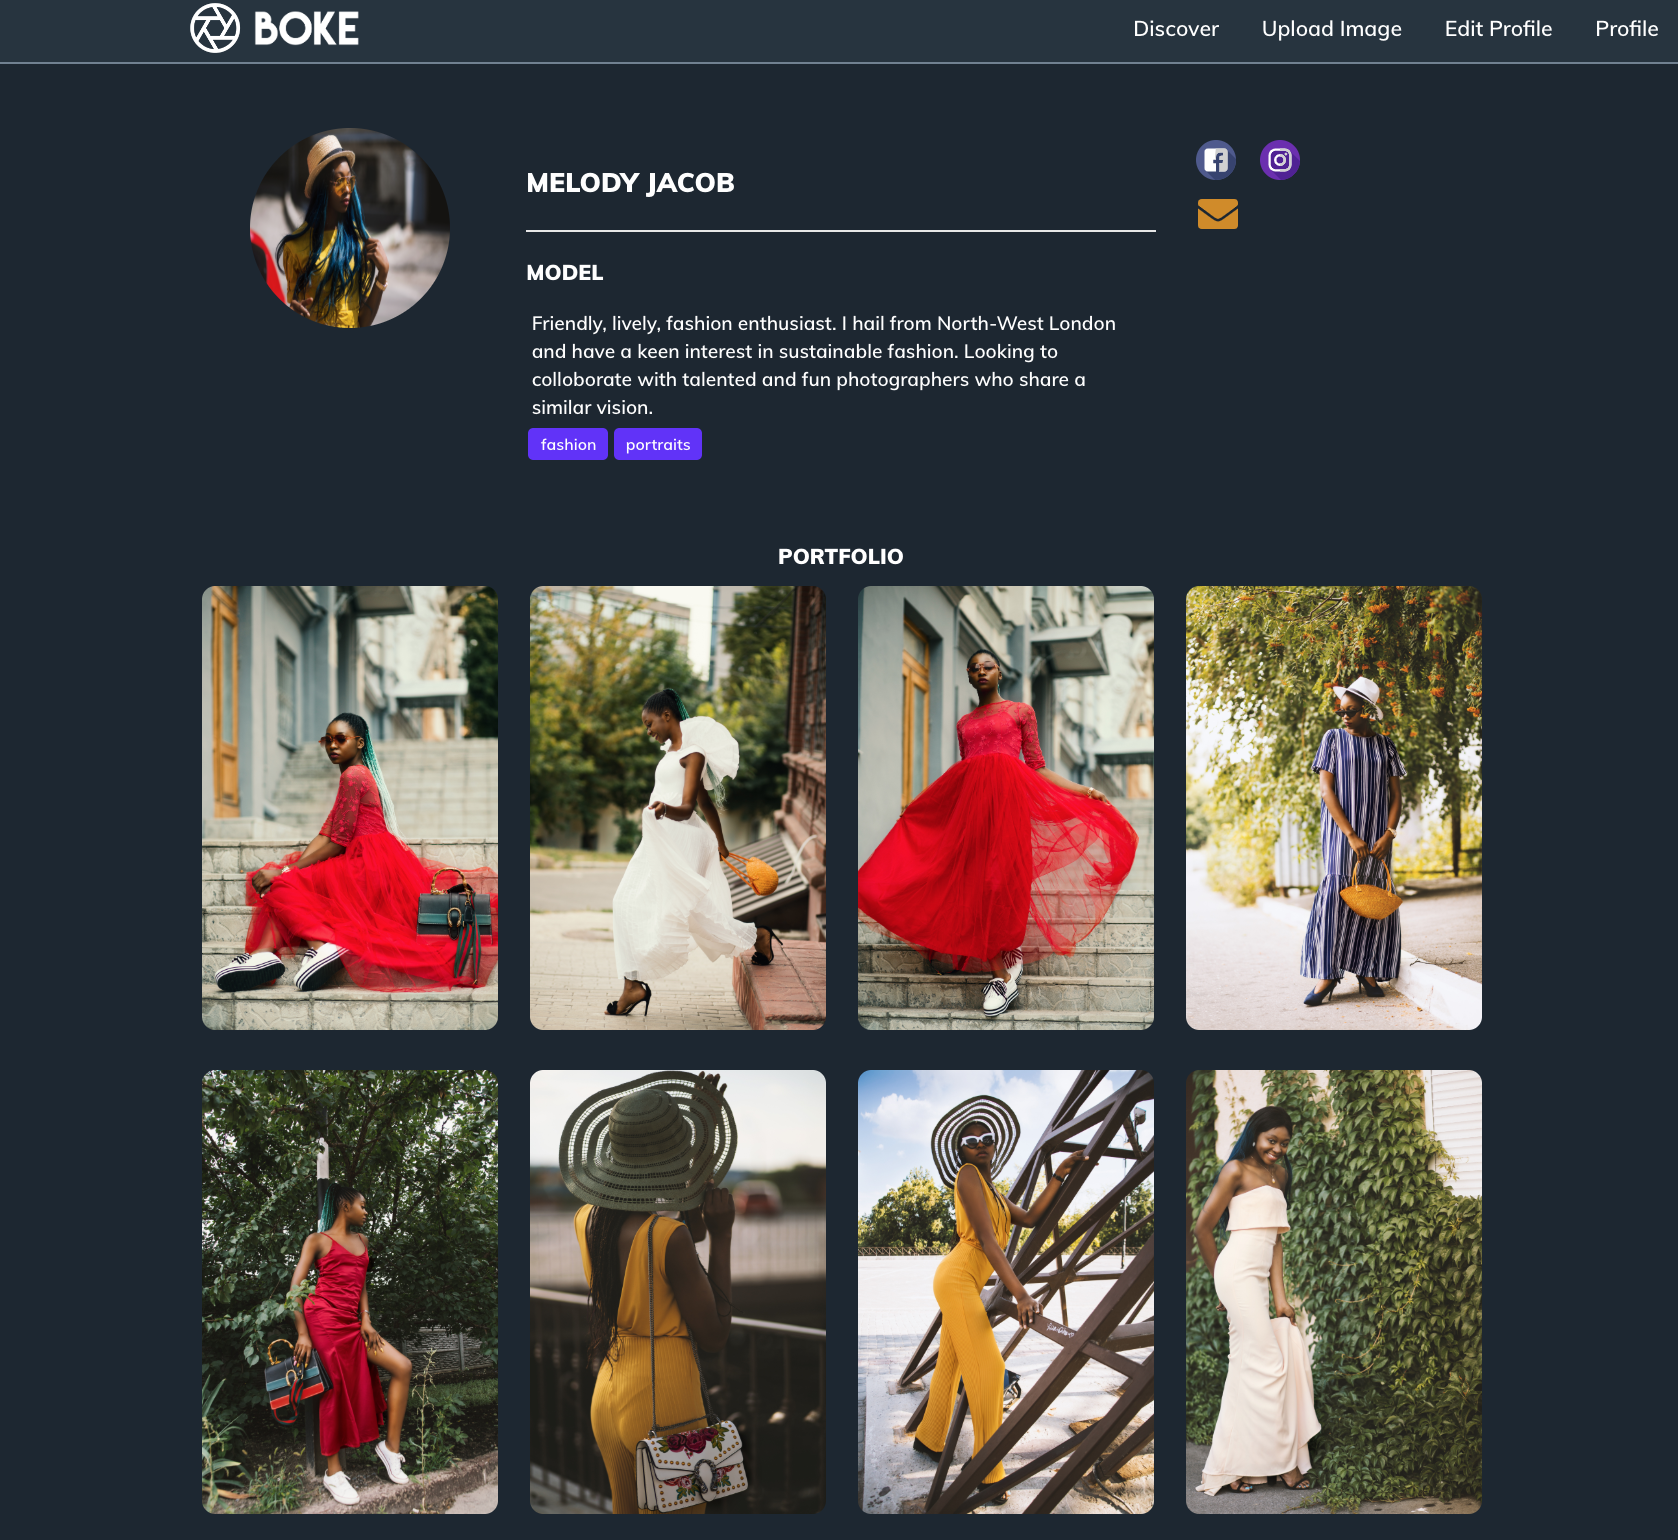 BOKE
Discover
Upload Image
Edit Profile
Profile
MELODY JACOB
MODEL
Friendly, lively, fashion enthusiast. I hail from North-West London
and have a keen interest in sustainable fashion. Looking to
colloborate with talented and fun photographers who share a
similar vision.
fashion
portraits
PORTFOLIO